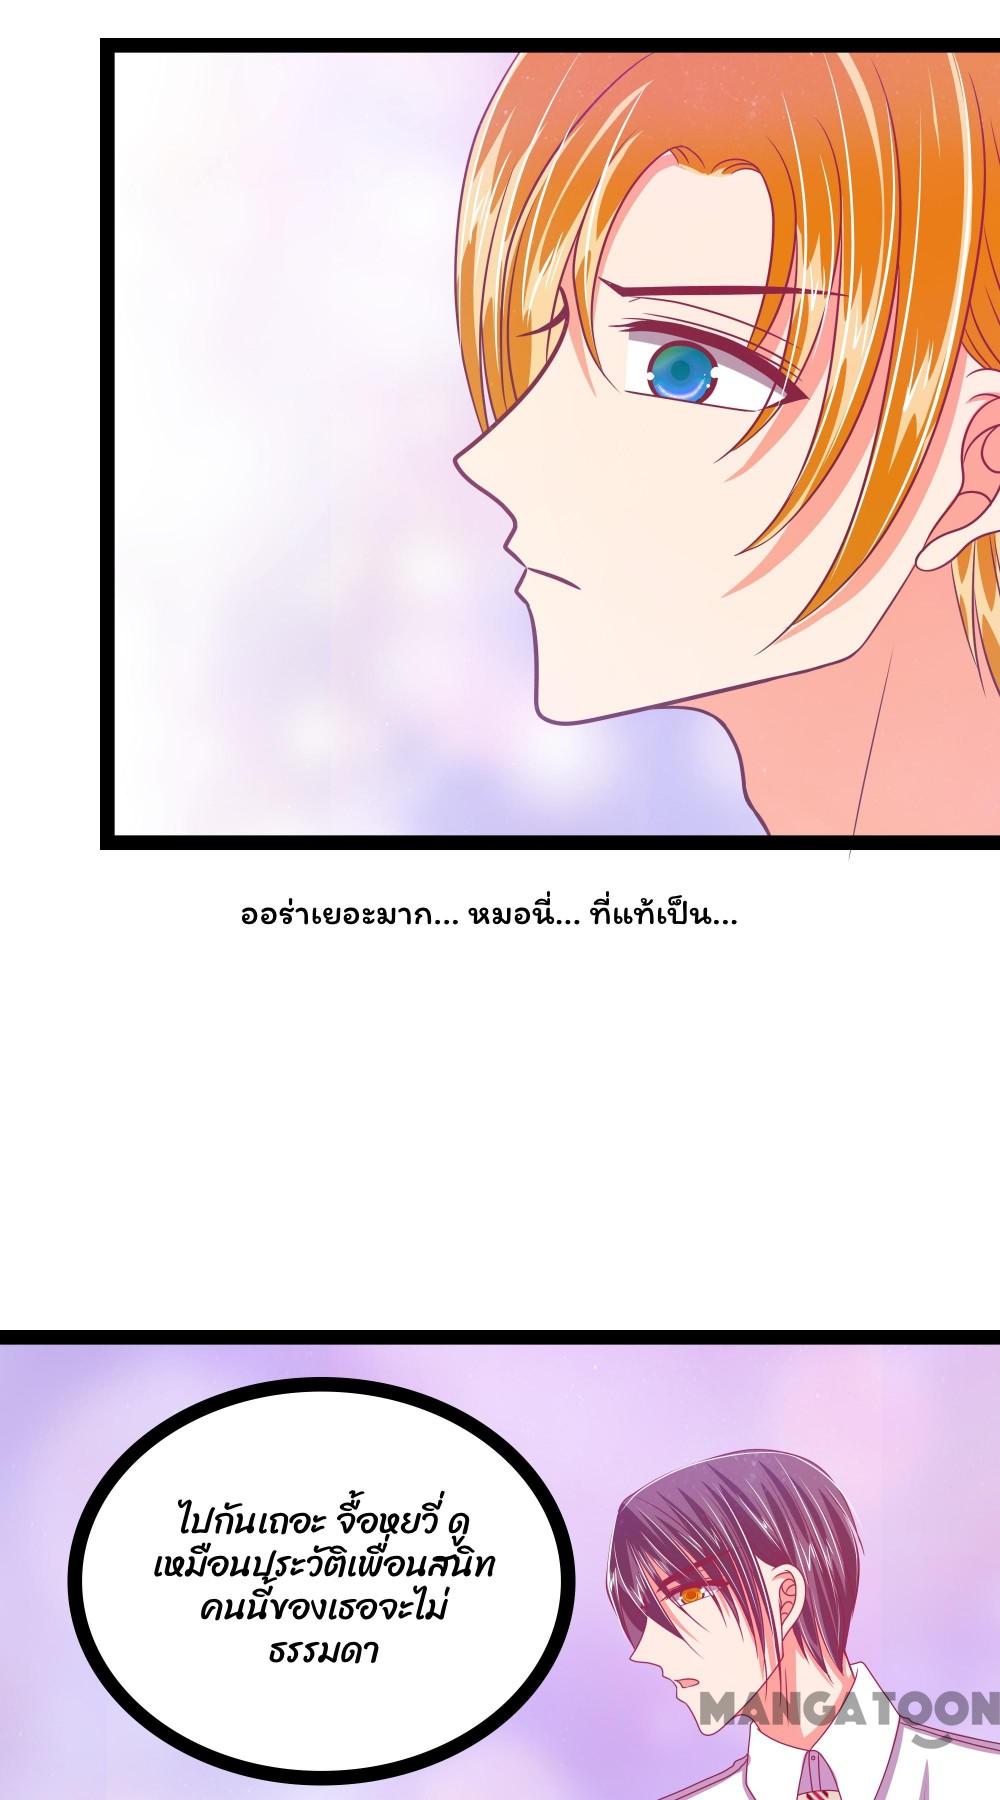 ออร่าเยอะมาก... หมอนี่... ที่แท้เป็น...
ไปกันเถอะ จื้อหยวี่ ดู
เหมือนประวัติเพื่อนสนิท
คนนี้ของเธอจะไม่
ธรรมดา
MANGATOON